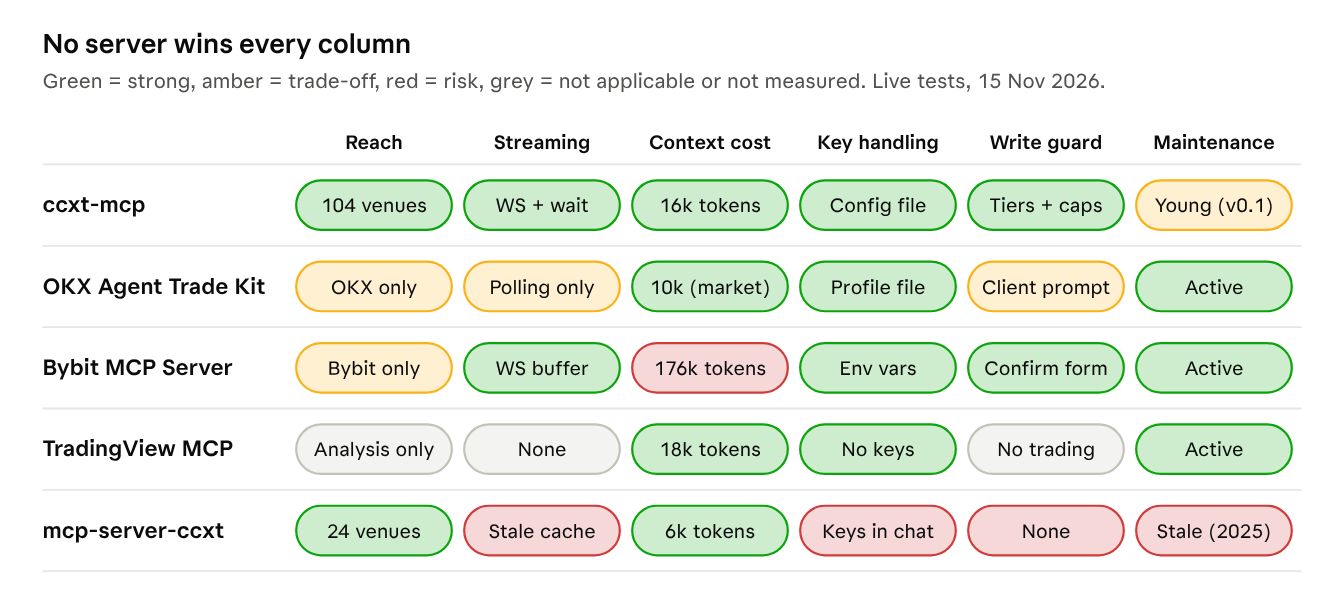 No server wins every column
Green = strong, amber = trade-off, red = risk, grey = not applicable or not measured. Live tests, 15 Nov 2026.
Reach Streaming Context cost Key handling Write guard Maintenance
ccxt-mcp 104 venues WS + wait 16k tokens Config file Tiers + caps Young (v0.1)
OKX Agent Trade Kit OKX only Polling only 10k (market) Profile file Client prompt Active
Bybit MCP Server Bybit only WS buffer 176k tokens Env vars Confirm form Active
TradingView MCP Analysis only None 18k tokens No keys No trading Active
mcp-server-ccxt 24 venues Stale cache 6k tokens Keys in chat None Stale (2025)